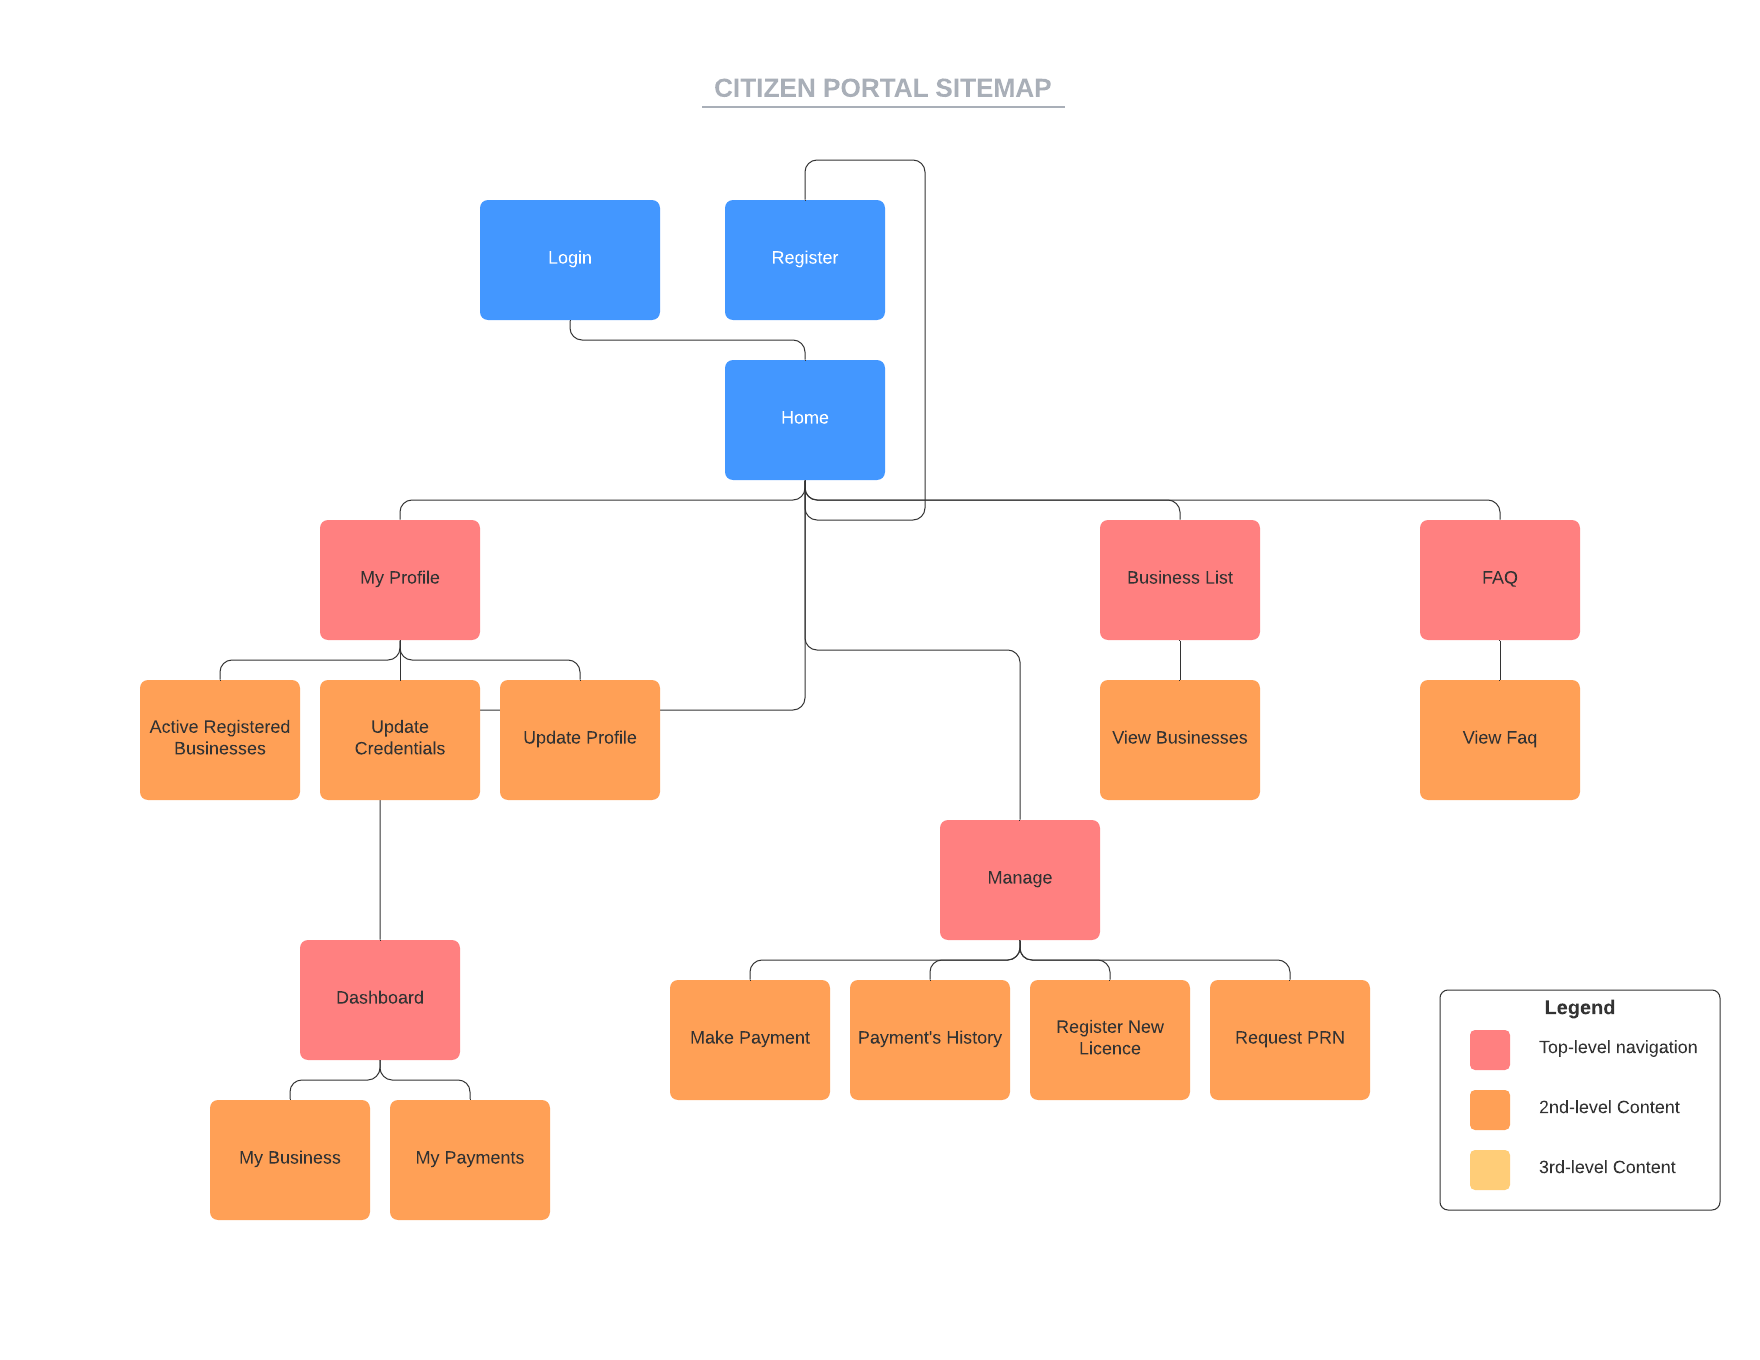 CITIZEN PORTAL SITEMAP
Login
Register
Home
My Profile
Business List
FAQ
Active Registered
Businesses
Update
Credentials
Update Profile
View Businesses
View Faq
Manage
Dashboard
Make Payment
Payment's History
Register New
Licence
Request PRN
My Business
My Payments
Legend
Top-level navigation
2nd-level Content
3rd-level Content